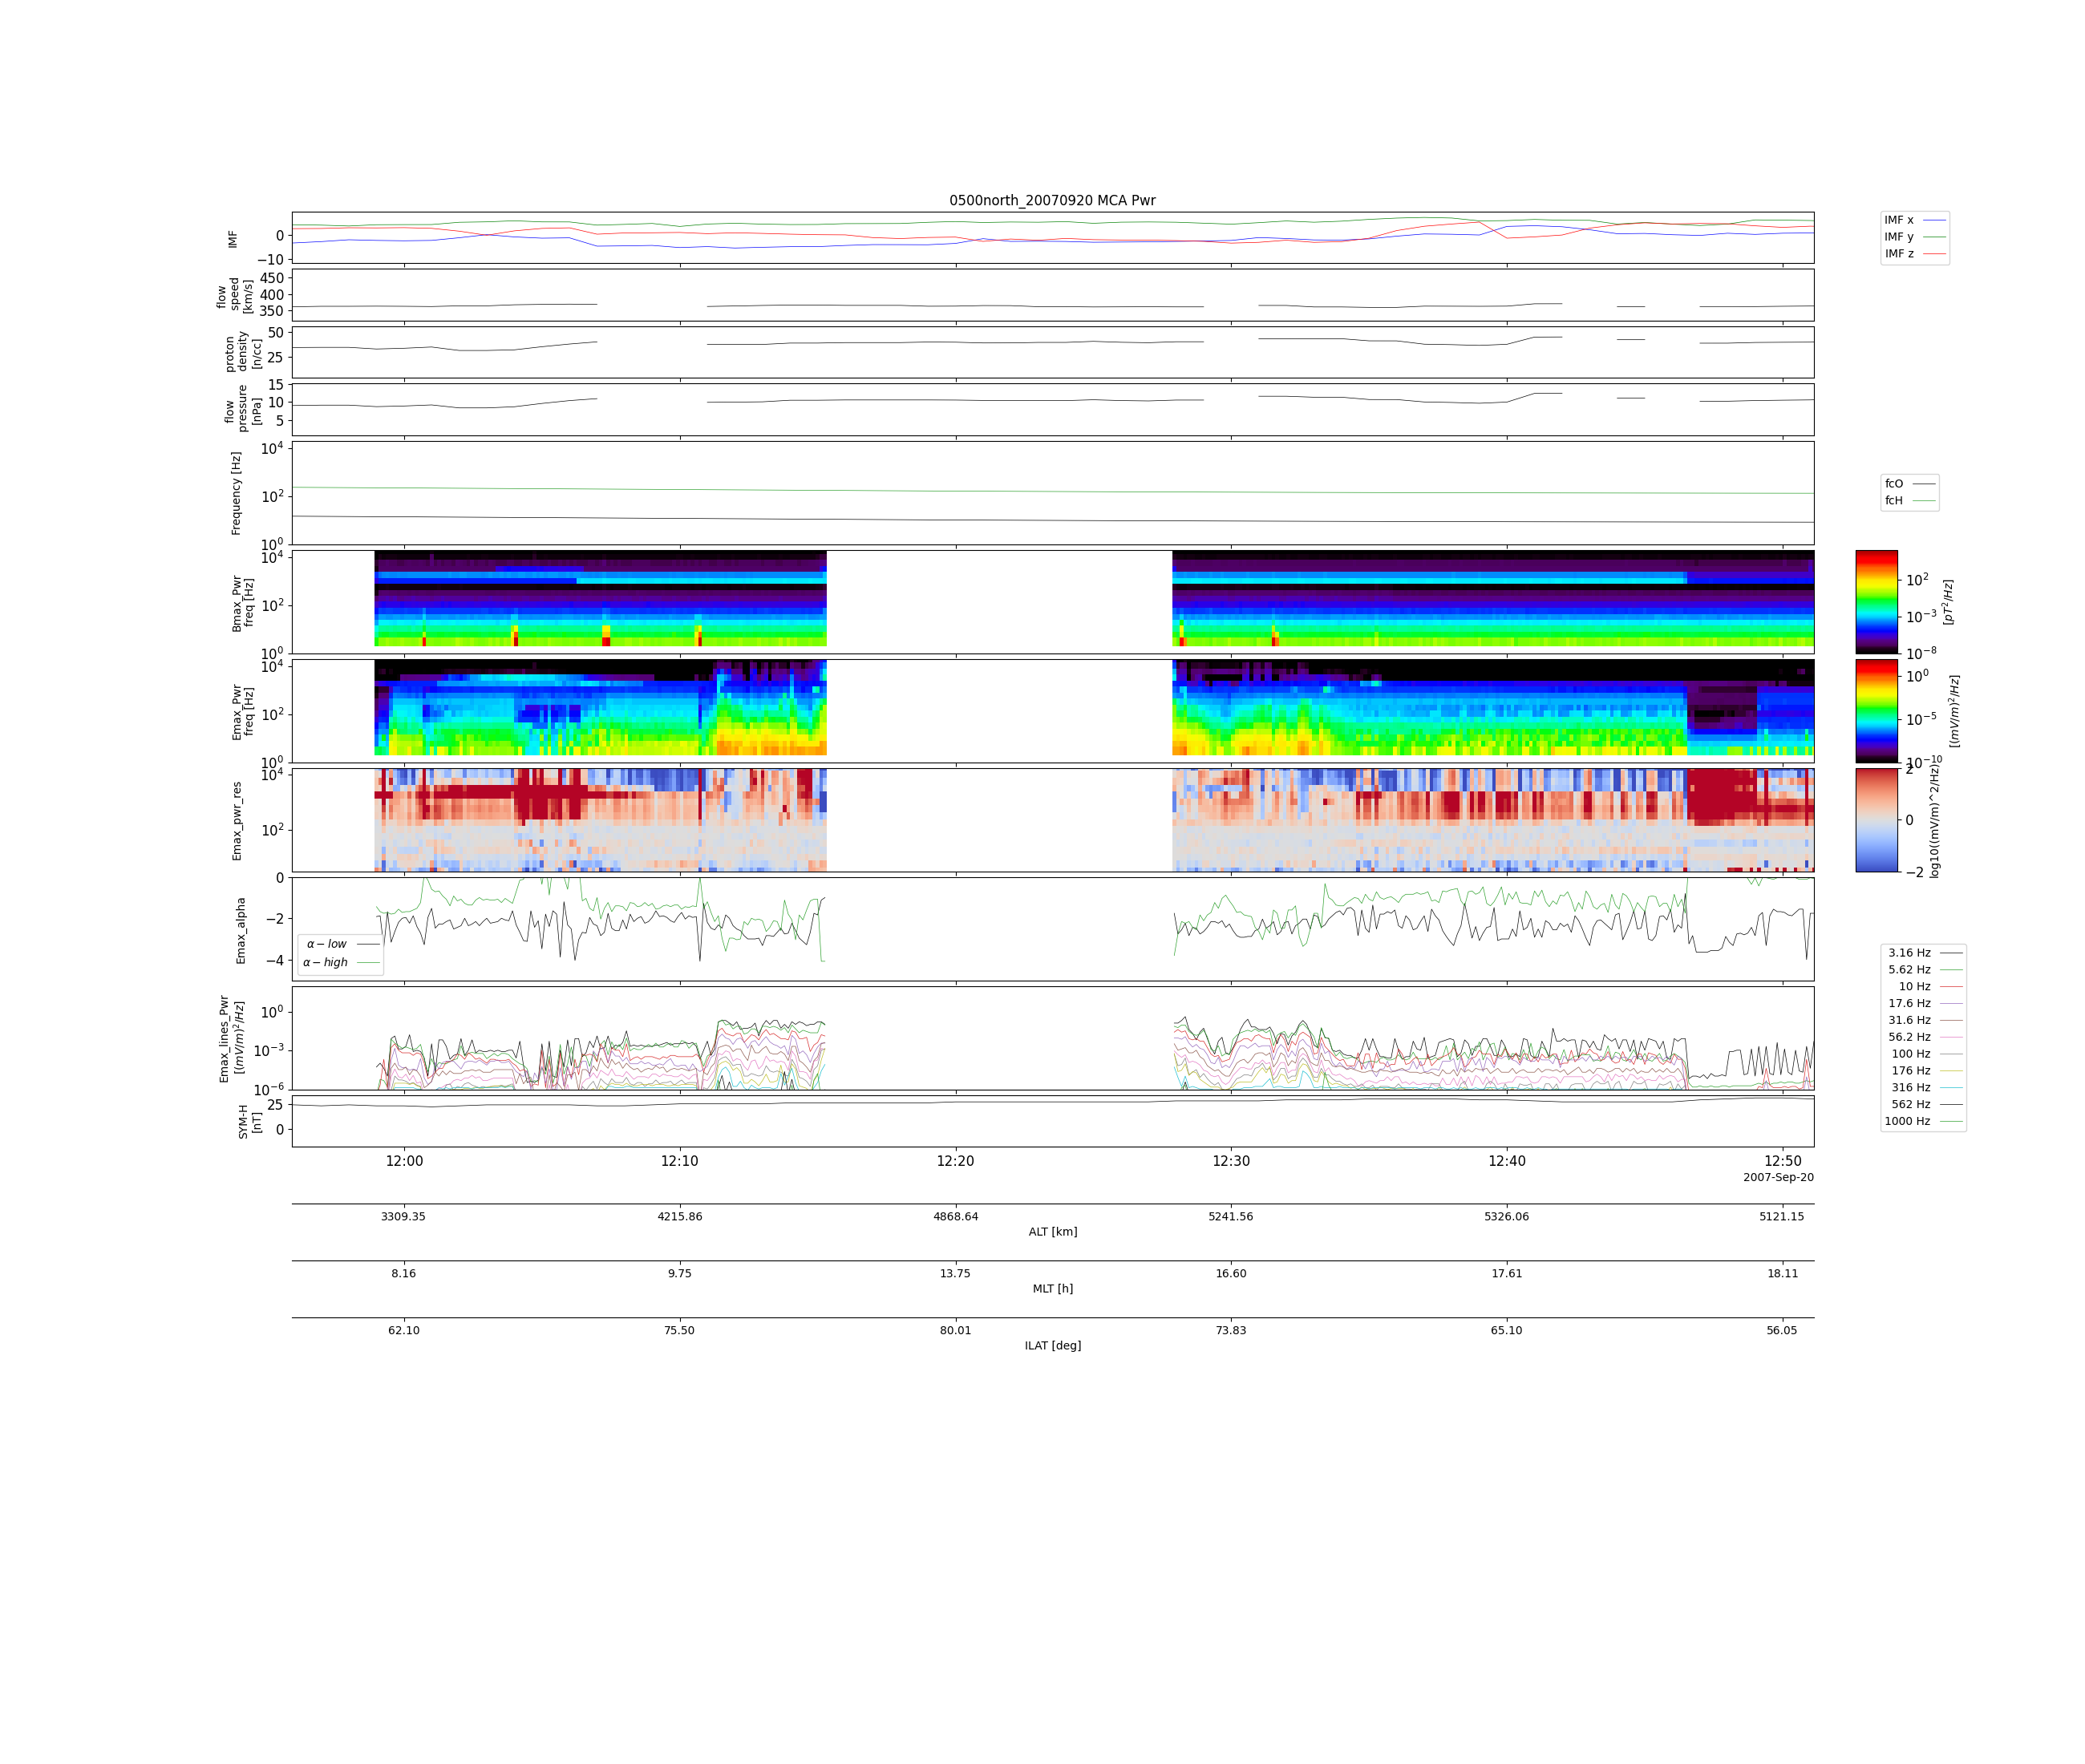 0500north_20070920 MCA Pwr
IMF
0
−10
IMF x
IMF y
IMF z
flow
speed
[km/s]
450
400
350
proton
density
[n/cc]
50
25
flow
pressure
[nPa]
15
10
5
Frequency [Hz]
10^4
10^2
10^0
fcO
fcH
Bmax_Pwr
freq [Hz]
10^4
10^2
10^0
10^2
10^-3
10^-8
[pT^2/Hz]
Emax_Pwr
freq [Hz]
10^4
10^2
10^0
10^0
10^-5
10^-10
[(mV/m)^2/Hz]
Emax_pwr_res
10^4
10^2
2
0
−2
log10((mV/m)^2/Hz)
Emax_alpha
0
−2
−4
α − low
α − high
Emax_lines_Pwr
[(mV/m)^2/Hz]
10^0
10^-3
10^-6
3.16 Hz
5.62 Hz
10 Hz
17.6 Hz
31.6 Hz
56.2 Hz
100 Hz
176 Hz
316 Hz
562 Hz
1000 Hz
SYM-H
[nT]
25
0
12:00 12:10 12:20 12:30 12:40 12:50
2007-Sep-20
3309.35 4215.86 4868.64 5241.56 5326.06 5121.15
ALT [km]
8.16 9.75 13.75 16.60 17.61 18.11
MLT [h]
62.10 75.50 80.01 73.83 65.10 56.05
ILAT [deg]